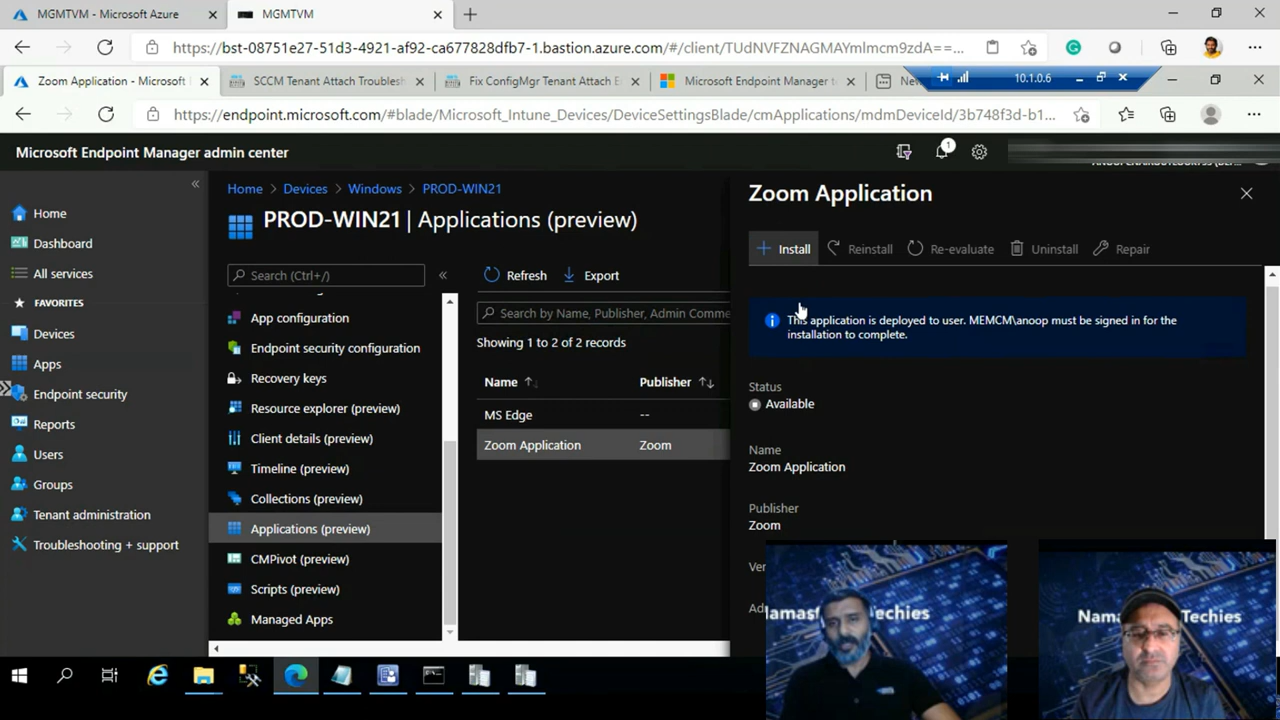 MGMTVM - Microsoft Azure
MGMTVM
https://bst-08751e27-51d3-4921-af92-ca677828dfb7-1.bastion.azure.com/#/client/TUdNVFZNAGMAYmlmcm9zdA==...
Zoom Application - Microsoft
SCCM Tenant Attach Troublesh
Fix ConfigMgr Tenant Attach E
Microsoft Endpoint Manager t
New
10.1.0.6
https://endpoint.microsoft.com/#blade/Microsoft_Intune_Devices/DeviceSettingsBlade/cmApplications/mdmDeviceId/3b748f3d-b1...
Microsoft Endpoint Manager admin center
1
Home
Dashboard
All services
FAVORITES
Devices
Apps
Endpoint security
Reports
Users
Groups
Tenant administration
Troubleshooting + support
Home > Devices > Windows > PROD-WIN21
PROD-WIN21 | Applications (preview)
Search (Ctrl+/)
App configuration
Endpoint security configuration
Recovery keys
Resource explorer (preview)
Client details (preview)
Timeline (preview)
Collections (preview)
Applications (preview)
CMPivot (preview)
Scripts (preview)
Managed Apps
Refresh
Export
Search by Name, Publisher, Admin Comme
Showing 1 to 2 of 2 records
Name
Publisher
MS Edge
--
Zoom Application
Zoom
Zoom Application
Install
Reinstall
Re-evaluate
Uninstall
Repair
This application is deployed to user. MEMCM\anoop must be signed in for the
installation to complete.
Status
Available
Name
Zoom Application
Publisher
Zoom
Ve
Ad
Techies
Nama
Techies